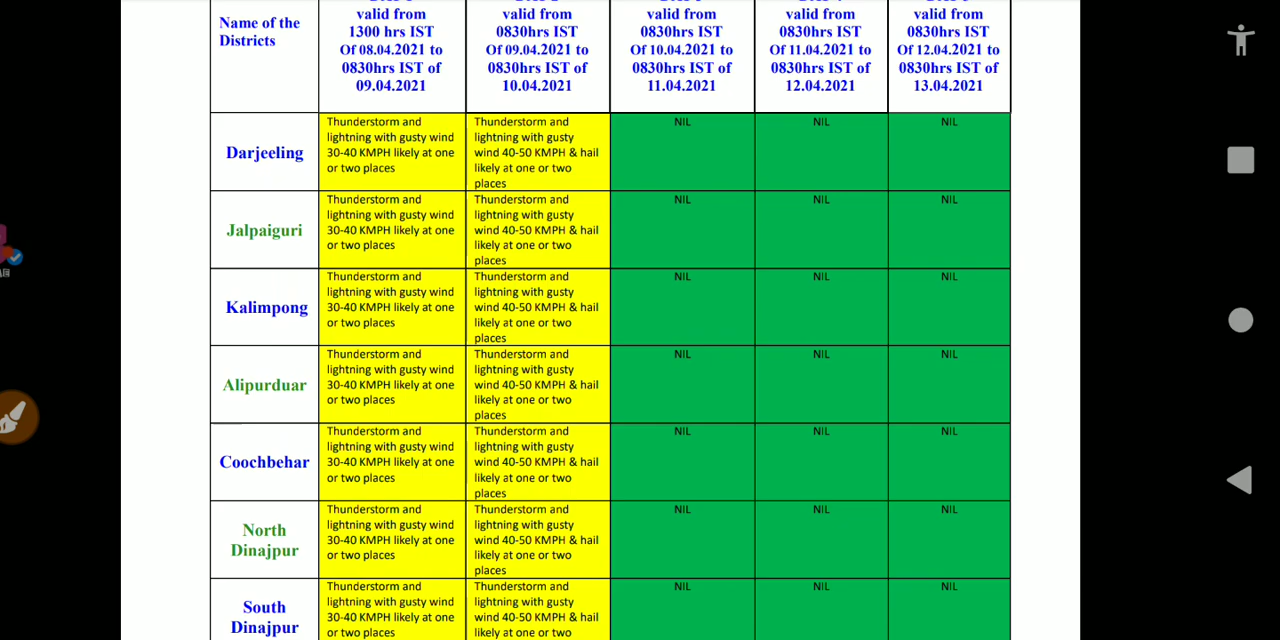 Name of the
Districts
valid from
1300 hrs IST
Of 08.04.2021 to
0830hrs IST of
09.04.2021
valid from
0830hrs IST
Of 09.04.2021 to
0830hrs IST of
10.04.2021
valid from
0830hrs IST
Of 10.04.2021 to
0830hrs IST of
11.04.2021
valid from
0830hrs IST
Of 11.04.2021 to
0830hrs IST of
12.04.2021
valid from
0830hrs IST
Of 12.04.2021 to
0830hrs IST of
13.04.2021
Darjeeling
Thunderstorm and
lightning with gusty wind
30-40 KMPH likely at one
or two places
Thunderstorm and
lightning with gusty
wind 40-50 KMPH & hail
likely at one or two
places
NIL
NIL
NIL
Jalpaiguri
Thunderstorm and
lightning with gusty wind
30-40 KMPH likely at one
or two places
Thunderstorm and
lightning with gusty
wind 40-50 KMPH & hail
likely at one or two
places
NIL
NIL
NIL
Kalimpong
Thunderstorm and
lightning with gusty wind
30-40 KMPH likely at one
or two places
Thunderstorm and
lightning with gusty
wind 40-50 KMPH & hail
likely at one or two
places
NIL
NIL
NIL
Alipurduar
Thunderstorm and
lightning with gusty wind
30-40 KMPH likely at one
or two places
Thunderstorm and
lightning with gusty
wind 40-50 KMPH & hail
likely at one or two
places
NIL
NIL
NIL
Coochbehar
Thunderstorm and
lightning with gusty wind
30-40 KMPH likely at one
or two places
Thunderstorm and
lightning with gusty
wind 40-50 KMPH & hail
likely at one or two
places
NIL
NIL
NIL
North
Dinajpur
Thunderstorm and
lightning with gusty wind
30-40 KMPH likely at one
or two places
Thunderstorm and
lightning with gusty
wind 40-50 KMPH & hail
likely at one or two
places
NIL
NIL
NIL
South
Dinajpur
Thunderstorm and
lightning with gusty wind
30-40 KMPH likely at one
or two places
Thunderstorm and
lightning with gusty
wind 40-50 KMPH & hail
likely at one or two
NIL
NIL
NIL